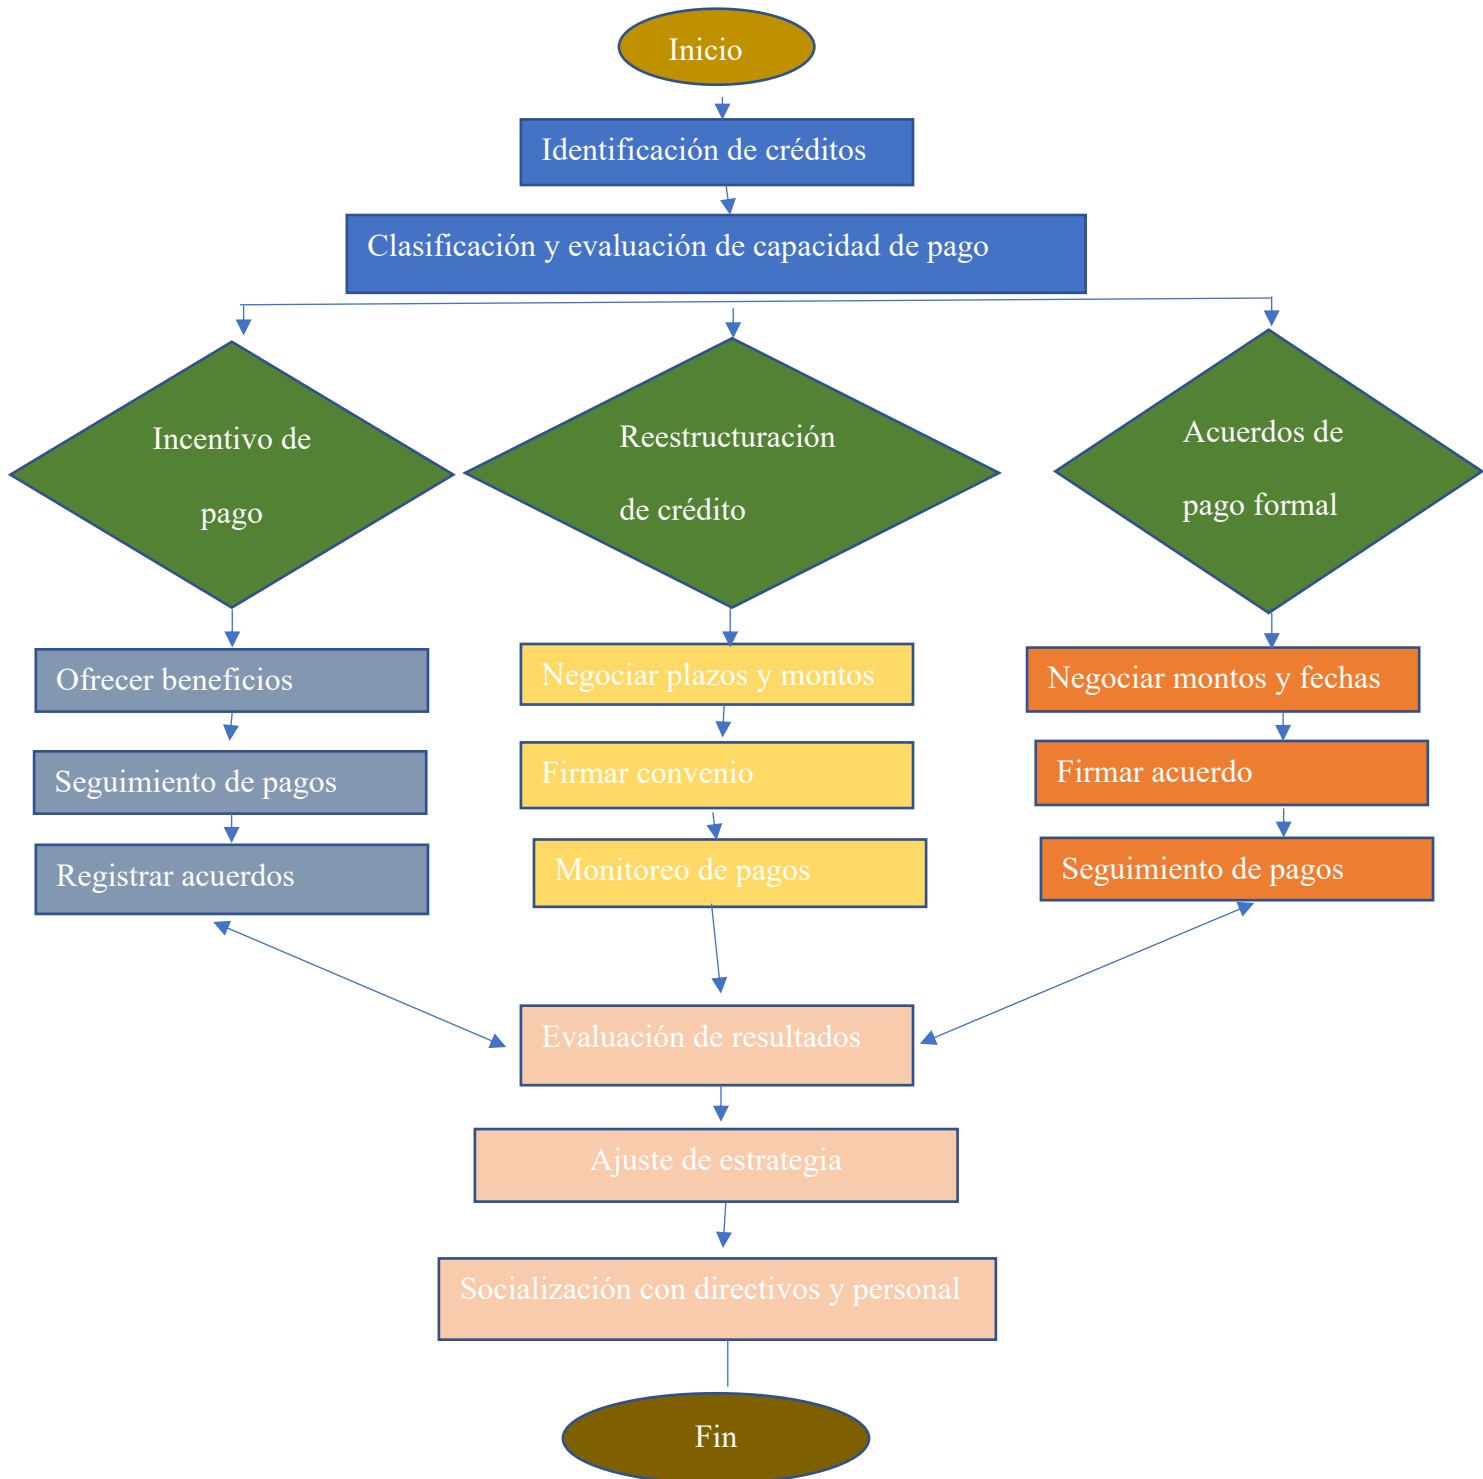 Inicio
Identificación de créditos
Clasificación y evaluación de capacidad de pago
Incentivo de
pago
Reestructuración
de crédito
Acuerdos de
pago formal
Ofrecer beneficios
Seguimiento de pagos
Registrar acuerdos
Negociar plazos y montos
Firmar convenio
Monitoreo de pagos
Negociar montos y fechas
Firmar acuerdo
Seguimiento de pagos
Evaluación de resultados
Ajuste de estrategia
Socialización con directivos y personal
Fin